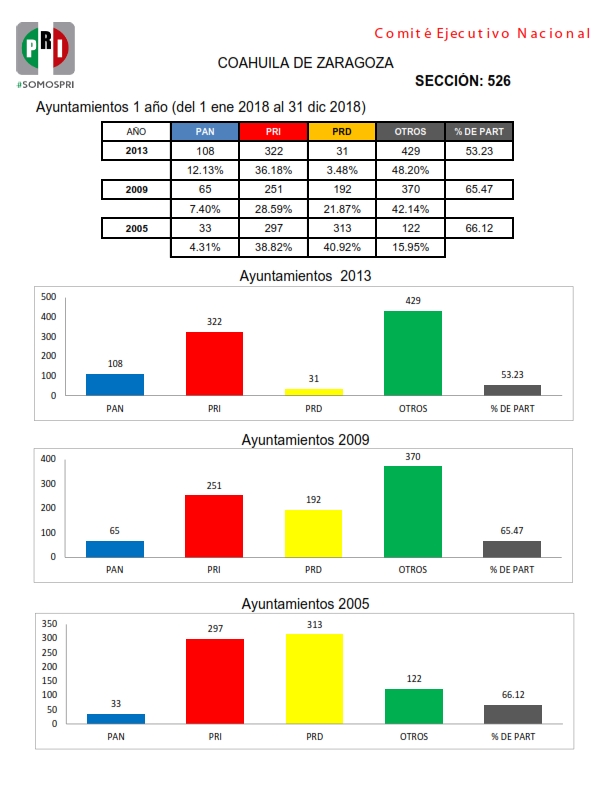 Comité Ejecutivo Nacional
PRI
#SOMOSPRI
COAHUILA DE ZARAGOZA
SECCIÓN: 526
Ayuntamientos 1 año (del 1 ene 2018 al 31 dic 2018)
AÑO PAN PRI PRD OTROS % DE PART
2013 108 322 31 429 53.23
12.13% 36.18% 3.48% 48.20%
2009 65 251 192 370 65.47
7.40% 28.59% 21.87% 42.14%
2005 33 297 313 122 66.12
4.31% 38.82% 40.92% 15.95%
Ayuntamientos 2013
500
400
300
200
100
0
108 322 31 429 53.23
PAN PRI PRD OTROS % DE PART
Ayuntamientos 2009
400
300
200
100
0
65 251 192 370 65.47
PAN PRI PRD OTROS % DE PART
Ayuntamientos 2005
350
300
250
200
150
100
50
0
33 297 313 122 66.12
PAN PRI PRD OTROS % DE PART